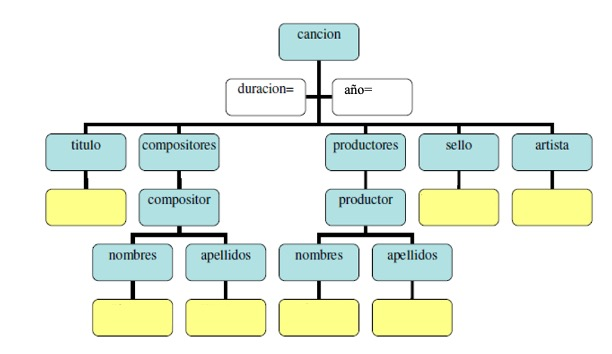 cancion
duracion= año=
titulo compositores productores sello artista
compositor productor
nombres apellidos nombres apellidos